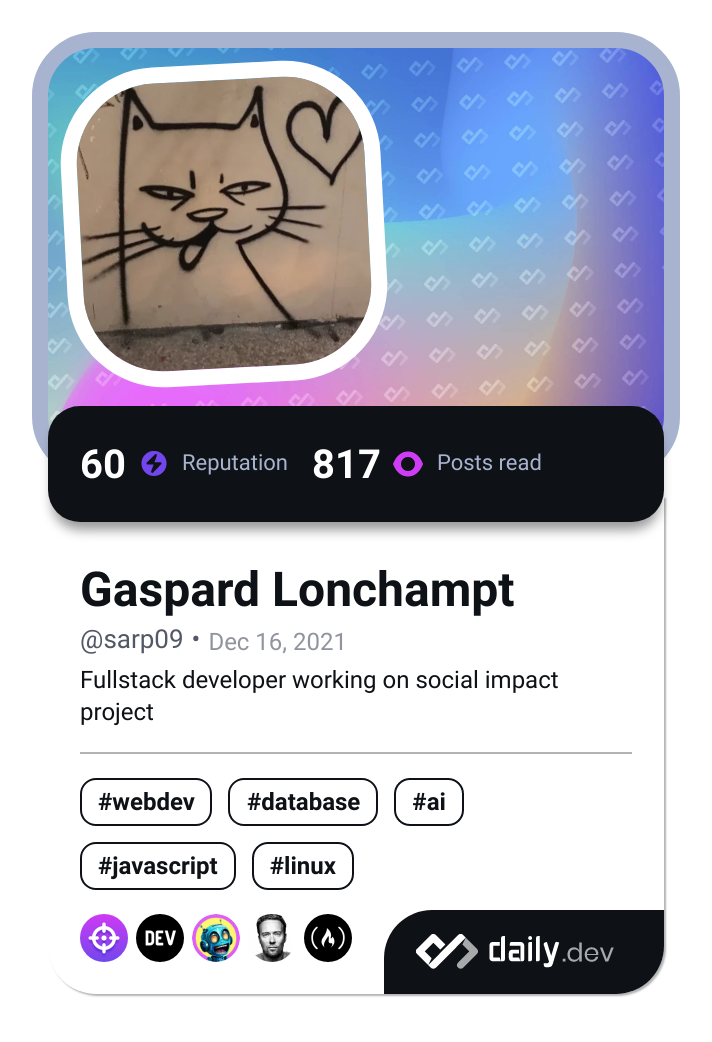 60 Reputation 817 Posts read
Gaspard Lonchampt
@sarp09 • Dec 16, 2021
Fullstack developer working on social impact
project
#webdev #database #ai
#javascript #linux
DEV
daily.dev